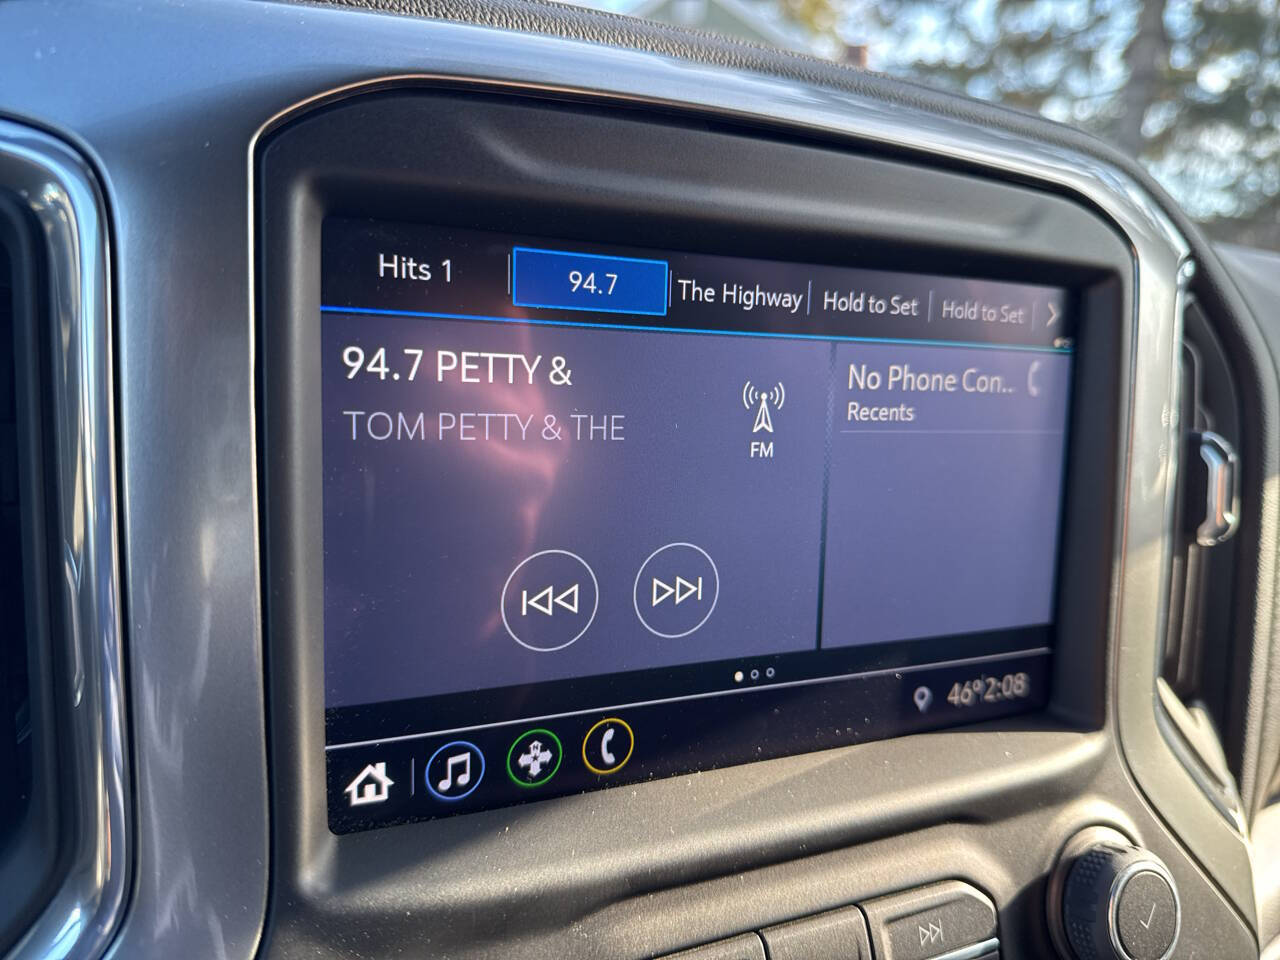 Hits 1
94.7
The Highway
Hold to Set
Hold to Set
94.7 PETTY &
TOM PETTY & THE
FM
No Phone Con..
Recents
46° 2:08